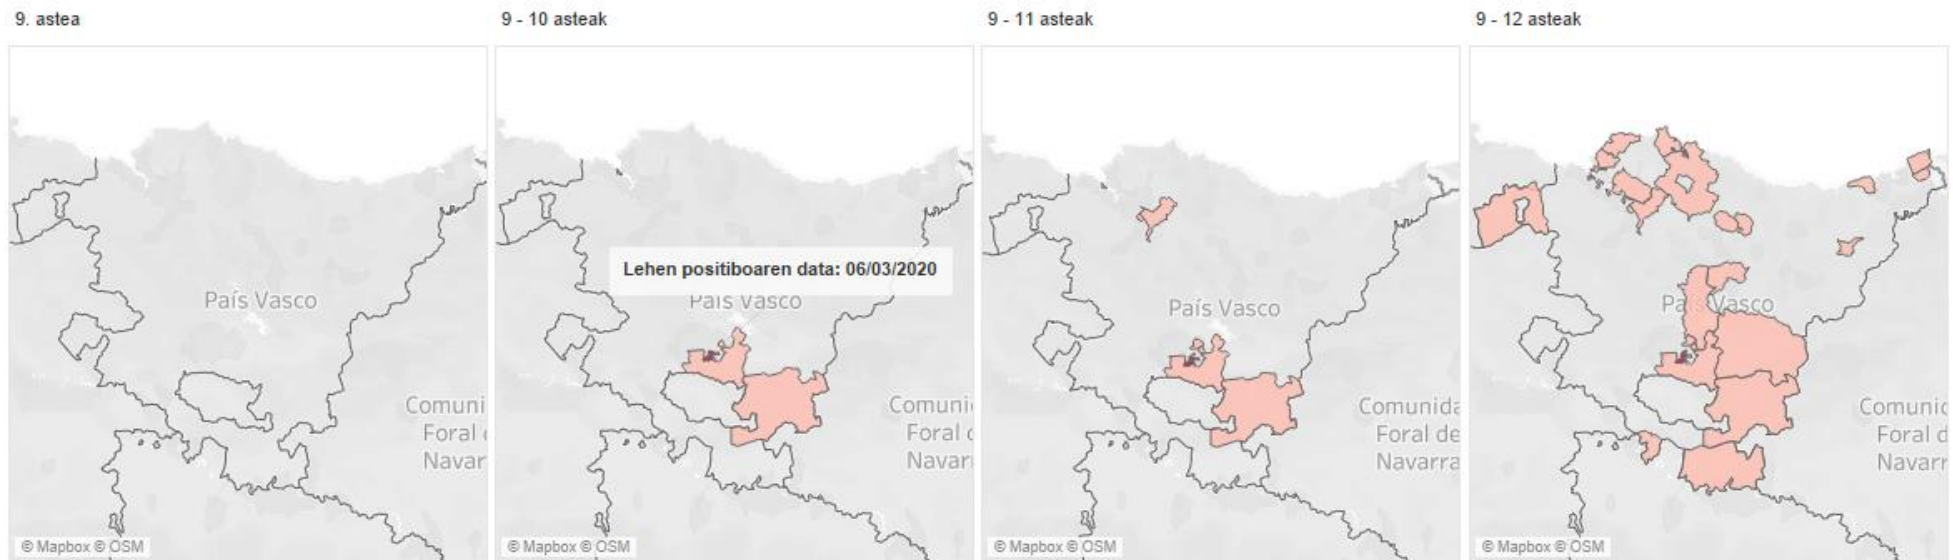 9. astea
9 - 10 asteak
9 - 11 asteak
9 - 12 asteak
País Vasco
Comuni
Foral
Navar
© Mapbox © OSM
Lehen positiboaren data: 06/03/2020
País Vasco
Comuni
Foral
Navar
© Mapbox © OSM
País Vasco
Comunida
Foral de
Navarra
© Mapbox © OSM
País Vasco
Comunic
Foral d
Navarr
© Mapbox © OSM